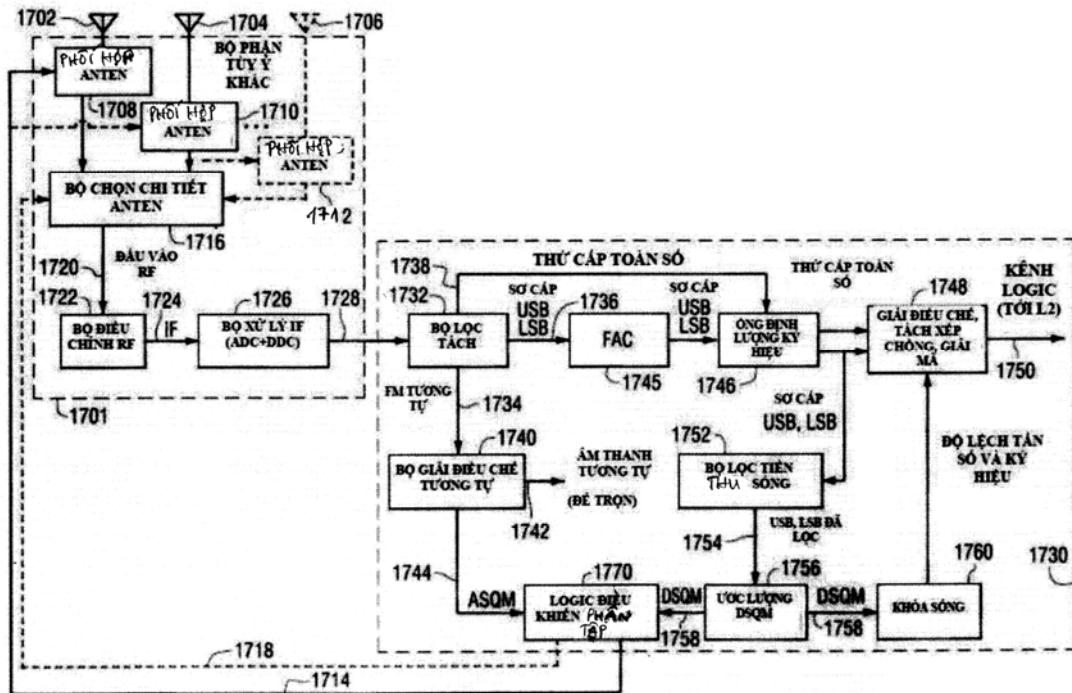 1702
1704
1706
BỘ PHẬN
TÙY Ý
KHÁC
PHỐI HỢP
ANTEN
1708
PHỐI HỢP
ANTEN
1710
PHỐI HỢP
ANTEN
1712
BỘ CHỌN CHI TIẾT
ANTEN
1716
1720
ĐẦU VÀO
RF
1722
BỘ ĐIỀU
CHỈNH RF
1724
IF
1726
BỘ XỬ LÝ IF
(ADC+DDC)
1728
1701
1738
THỨ CẤP TOÀN SỐ
1732
BỘ LỌC
TÁCH
SƠ CẤP
USB
LSB
1736
FAC
1745
SƠ CẤP
USB
LSB
ỐNG ĐỊNH
LƯỢNG KÝ
HIỆU
1746
THỨ CẤP TOÀN
SỐ
1748
GIẢI ĐIỀU CHẾ,
TÁCH XẾP
CHỒNG, GIẢI
MÃ
KÊNH
LOGIC
(TỚI L2)
1750
FM TƯƠNG
TỰ
1734
1740
BỘ GIẢI ĐIỀU CHẾ
TƯƠNG TỰ
1742
ÂM THANH
TƯƠNG TỰ
(ĐỂ TRỘN)
SƠ CẤP
USB, LSB
1752
BỘ LỌC TIỀN
THU SÓNG
ĐỘ LỆCH TẦN
SỐ VÀ KÝ
HIỆU
1754
USB, LSB ĐÃ
LỌC
1744
ASQM
1770
LOGIC ĐIỀU
KHIỂN PHÂN
TẬP
DSQM
1758
1756
ƯỚC LƯỢNG
DSQM
DSQM
1758
1760
KHÓA SÓNG
1730
1718
1714